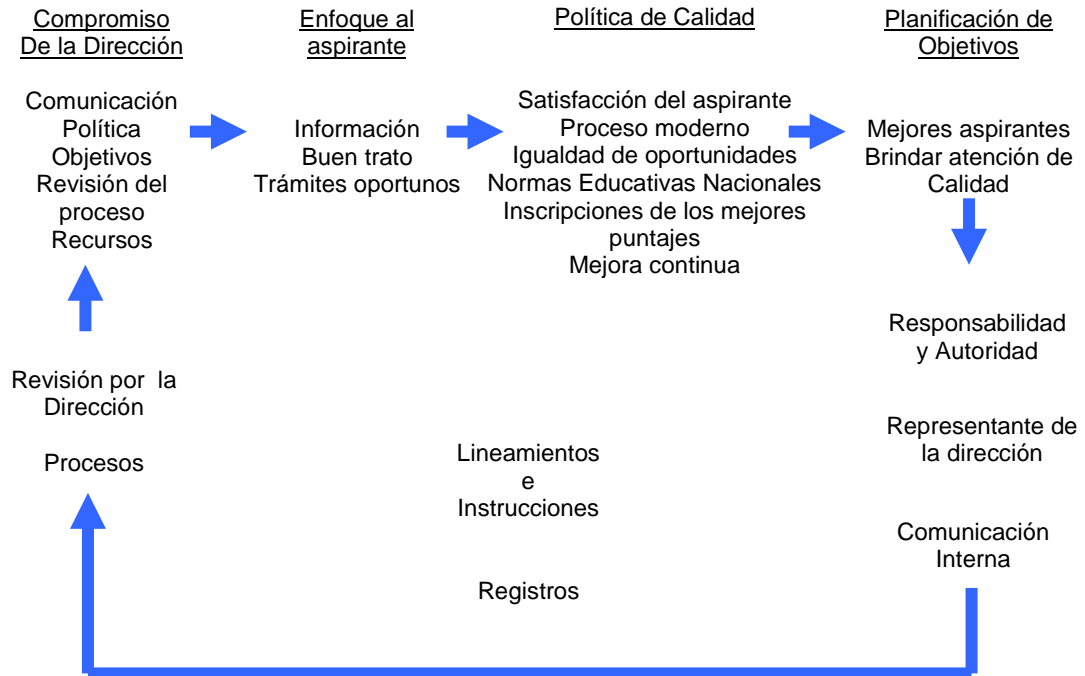 Compromiso
De la Dirección
Comunicación
Política
Objetivos
Revisión del
proceso
Recursos
Enfoque al
aspirante
Información
Buen trato
Trámites oportunos
Política de Calidad
Satisfacción del aspirante
Proceso moderno
Igualdad de oportunidades
Normas Educativas Nacionales
Inscripciones de los mejores
puntajes
Mejora continua
Planificación de
Objetivos
Mejores aspirantes
Brindar atención de
Calidad
Responsabilidad
y Autoridad
Representante de
la dirección
Comunicación
Interna
Lineamientos
e
Instrucciones
Registros
Revisión por la
Dirección
Procesos